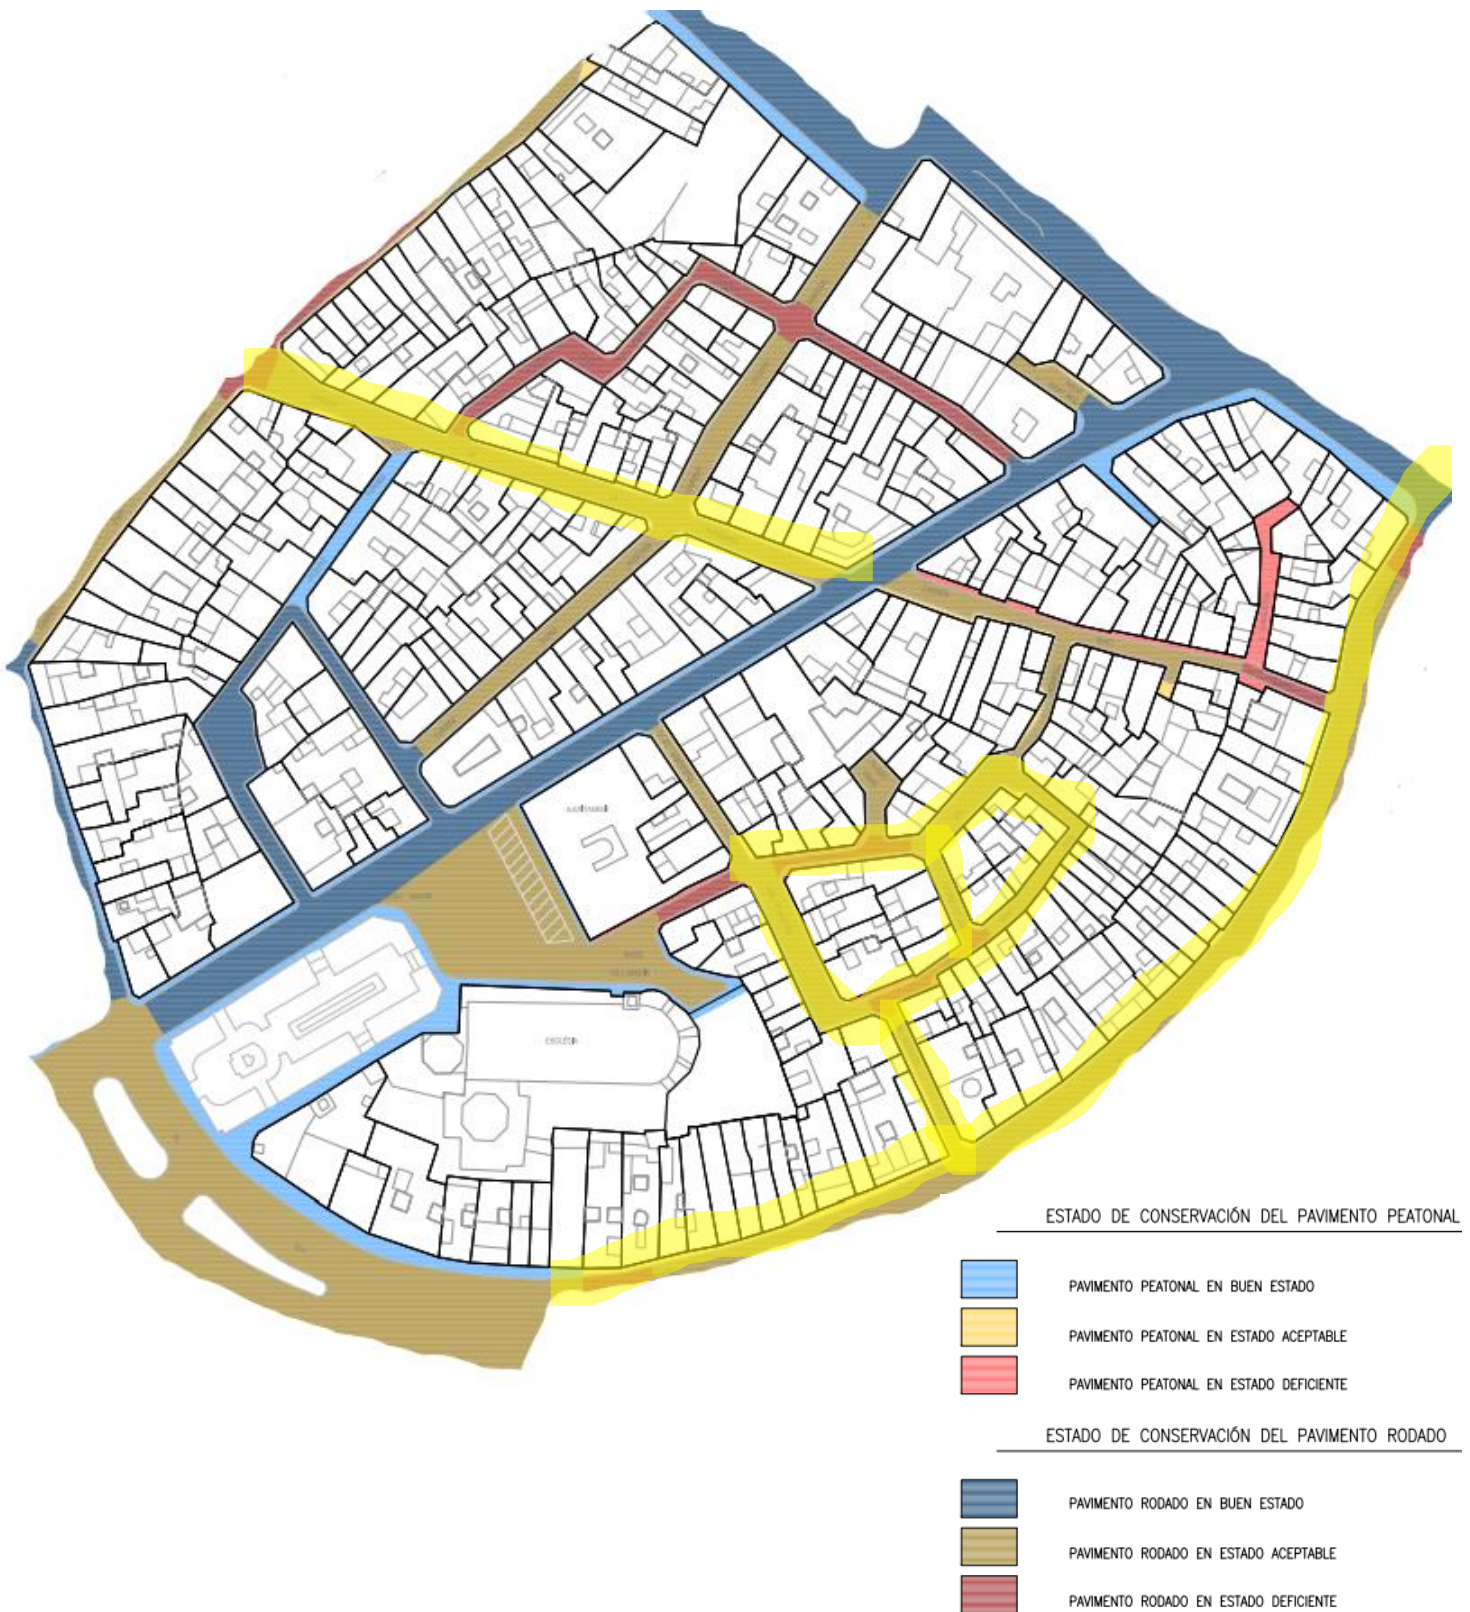 ESGLÉSIA
ESTADO DE CONSERVACIÓN DEL PAVIMENTO PEATONAL
PAVIMENTO PEATONAL EN BUEN ESTADO
PAVIMENTO PEATONAL EN ESTADO ACEPTABLE
PAVIMENTO PEATONAL EN ESTADO DEFICIENTE
ESTADO DE CONSERVACIÓN DEL PAVIMENTO RODADO
PAVIMENTO RODADO EN BUEN ESTADO
PAVIMENTO RODADO EN ESTADO ACEPTABLE
PAVIMENTO RODADO EN ESTADO DEFICIENTE